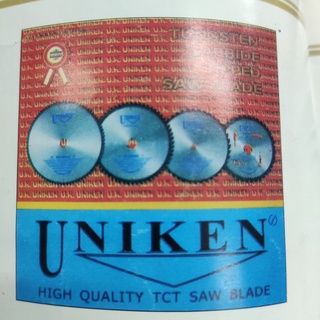 TUNGSTEN
CARBIDE
TIPPED
SAW BLADE
UNIKEN
HIGH QUALITY TCT SAW BLADE